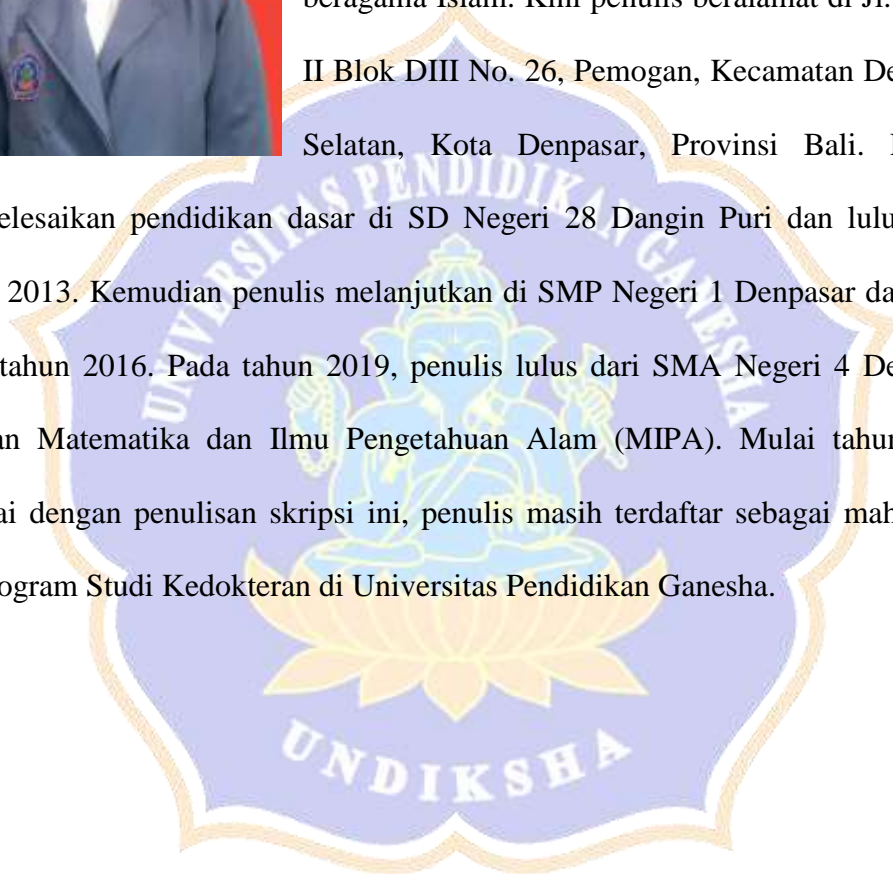 beragama Islam. Kini penulis beralamat di Jl.
II Blok DIII No. 26, Pemogan, Kecamatan De
Selatan, Kota Denpasar, Provinsi Bali.
elesaikan pendidikan dasar di SD Negeri 28 Dangin Puri dan lulu
2013. Kemudian penulis melanjutkan di SMP Negeri 1 Denpasar da
tahun 2016. Pada tahun 2019, penulis lulus dari SMA Negeri 4 De
an Matematika dan Ilmu Pengetahuan Alam (MIPA). Mulai tahun
ai dengan penulisan skripsi ini, penulis masih terdaftar sebagai mah
ogram Studi Kedokteran di Universitas Pendidikan Ganesha.
UNIVERSITAS PENDIDIKAN GANESHA
UNDIKSHA